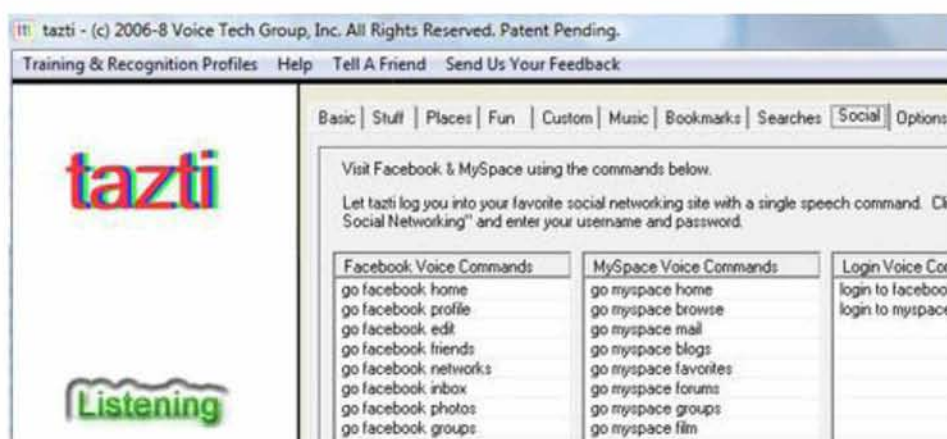 tazti - (c) 2006-8 Voice Tech Group, Inc. All Rights Reserved. Patent Pending.
Training & Recognition Profiles Help Tell A Friend Send Us Your Feedback
Basic Stuff Places Fun Custom Music Bookmarks Searches Social Options
tazti
Visit Facebook & MySpace using the commands below.
Let tazti log you into your favorite social networking site with a single speech command.
Social Networking" and enter your username and password.
Facebook Voice Commands
go facebook home
go facebook profile
go facebook edit
go facebook friends
go facebook networks
go facebook inbox
go facebook photos
go facebook groups
MySpace Voice Commands
go myspace home
go myspace browse
go myspace mail
go myspace blogs
go myspace favorites
go myspace forums
go myspace groups
go myspace film
Login Voice
login to
login to myspace
Listening